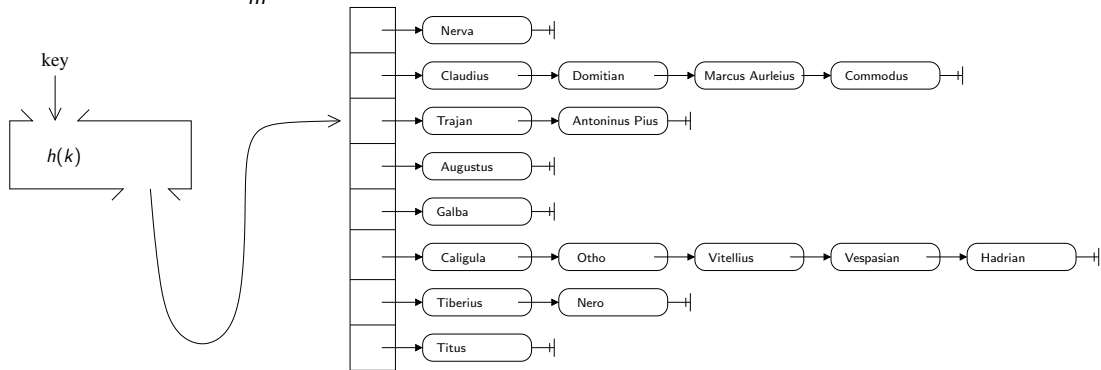 m
Nerva
key
Claudius Domitian Marcus Aurleius Commodus
Trajan Antoninus Pius
h(k)
Augustus
Galba
Caligula Otho Vitellius Vespasian Hadrian
Tiberius Nero
Titus